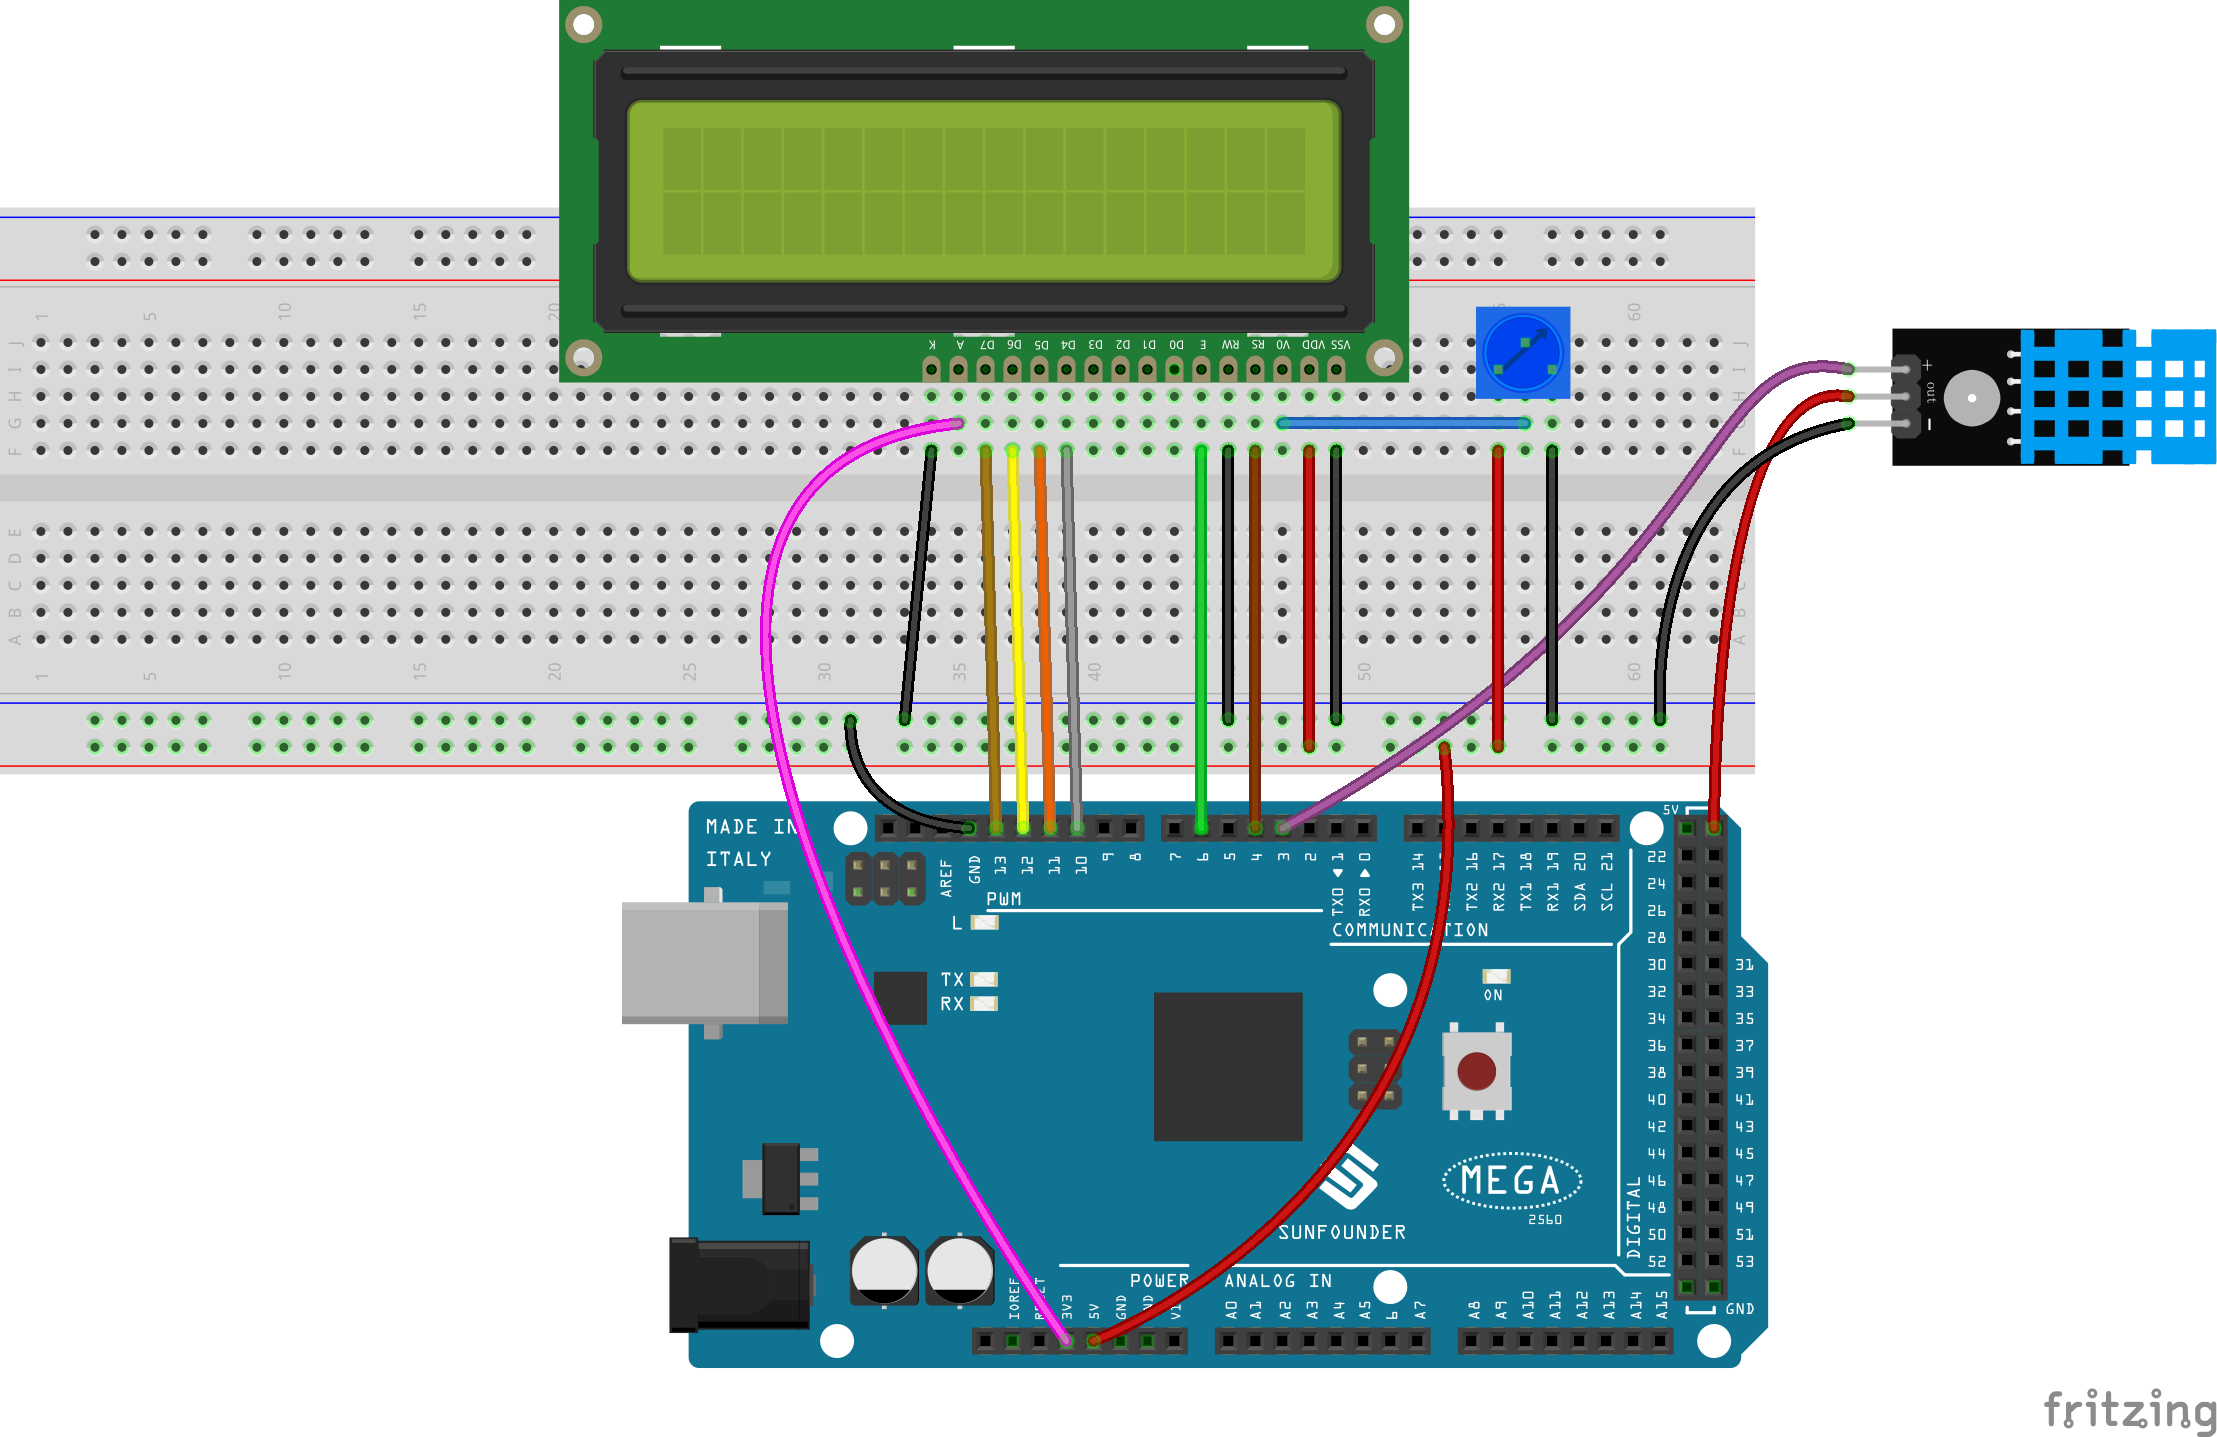 1 5 10 15 20 60
J J
I I
H H
G
F F
K A D7 D6 D5 D4 D3 D2 D1 D0 E RW RS V0 VDD VSS
+
out
−
E
D
C
B B
A A
1 5 10 15 20 25 30 35 40 50 60
MADE IN
ITALY
AREF GND 13 12 11 10 9 8
7 6 5 4 3 2 TX0 1 RX0 0
TX3 14 TX2 16 RX2 17 TX1 18 RX1 19 SDA 20 SCL 21
5V
PWM
L
COMMUNICATION
TX
RX
ON
22
24
26
28
30 31
32 33
34 35
36 37
38 39
40 41
42 43
44 45
46 47
48 49
50 51
52 53
DIGITAL
MEGA
2560
SUNFOUNDER
POWER ANALOG IN
IOREF RESET 3V3 5V GND
A0 A1 A2 A3 A4 A5 6 A7
A8 A9 A10 A11 A12 A13 A14 A15
GND
fritzing